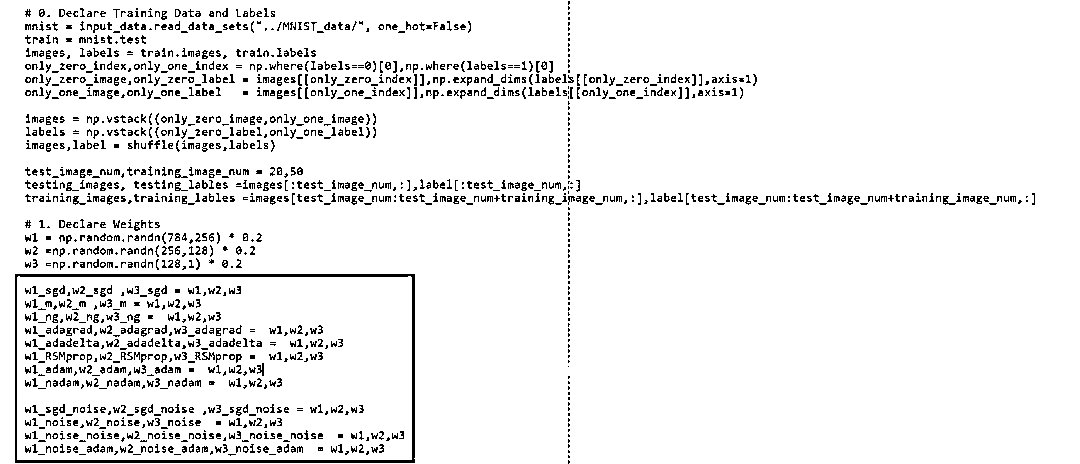 # 0. Declare Training Data and Labels
mnist = input_data.read_data_sets("../MNIST_data/", one_hot=False)
train = mnist.test
images, labels = train.images, train.labels
only_zero_index,only_one_index = np.where(labels==0)[0],np.where(labels==1)[0]
only_zero_image,only_zero_label = images[[only_zero_index]],np.expand_dims(labels[[only_zero_index]],axis=1)
only_one_image,only_one_label   = images[[only_one_index]],np.expand_dims(labels[[only_one_index]],axis=1)
images = np.vstack((only_zero_image,only_one_image))
labels = np.vstack((only_zero_label,only_one_label))
images,label = shuffle(images,labels)
test_image_num,training_image_num = 20,50
testing_images, testing_lables =images[:test_image_num,:],label[:test_image_num,:]
training_images,training_lables =images[test_image_num:test_image_num+training_image_num,:],label[test_image_num:test_image_num+training_image_num,:]
# 1. Declare Weights
w1 = np.random.randn(784,256) * 0.2
w2 =np.random.randn(256,128) * 0.2
w3 =np.random.randn(128,1) * 0.2
w1_sgd,w2_sgd ,w3_sgd = w1,w2,w3
w1_m,w2_m ,w3_m = w1,w2,w3
w1_ng,w2_ng,w3_ng =  w1,w2,w3
w1_adagrad,w2_adagrad,w3_adagrad =  w1,w2,w3
w1_adadelta,w2_adadelta,w3_adadelta =  w1,w2,w3
w1_RSMprop,w2_RSMprop,w3_RSMprop =  w1,w2,w3
w1_adam,w2_adam,w3_adam =  w1,w2,w3
w1_nadam,w2_nadam,w3_nadam =  w1,w2,w3
w1_sgd_noise,w2_sgd_noise ,w3_sgd_noise = w1,w2,w3
w1_noise,w2_noise,w3_noise  = w1,w2,w3
w1_noise_noise,w2_noise_noise,w3_noise_noise  = w1,w2,w3
w1_noise_adam,w2_noise_adam,w3_noise_adam  = w1,w2,w3